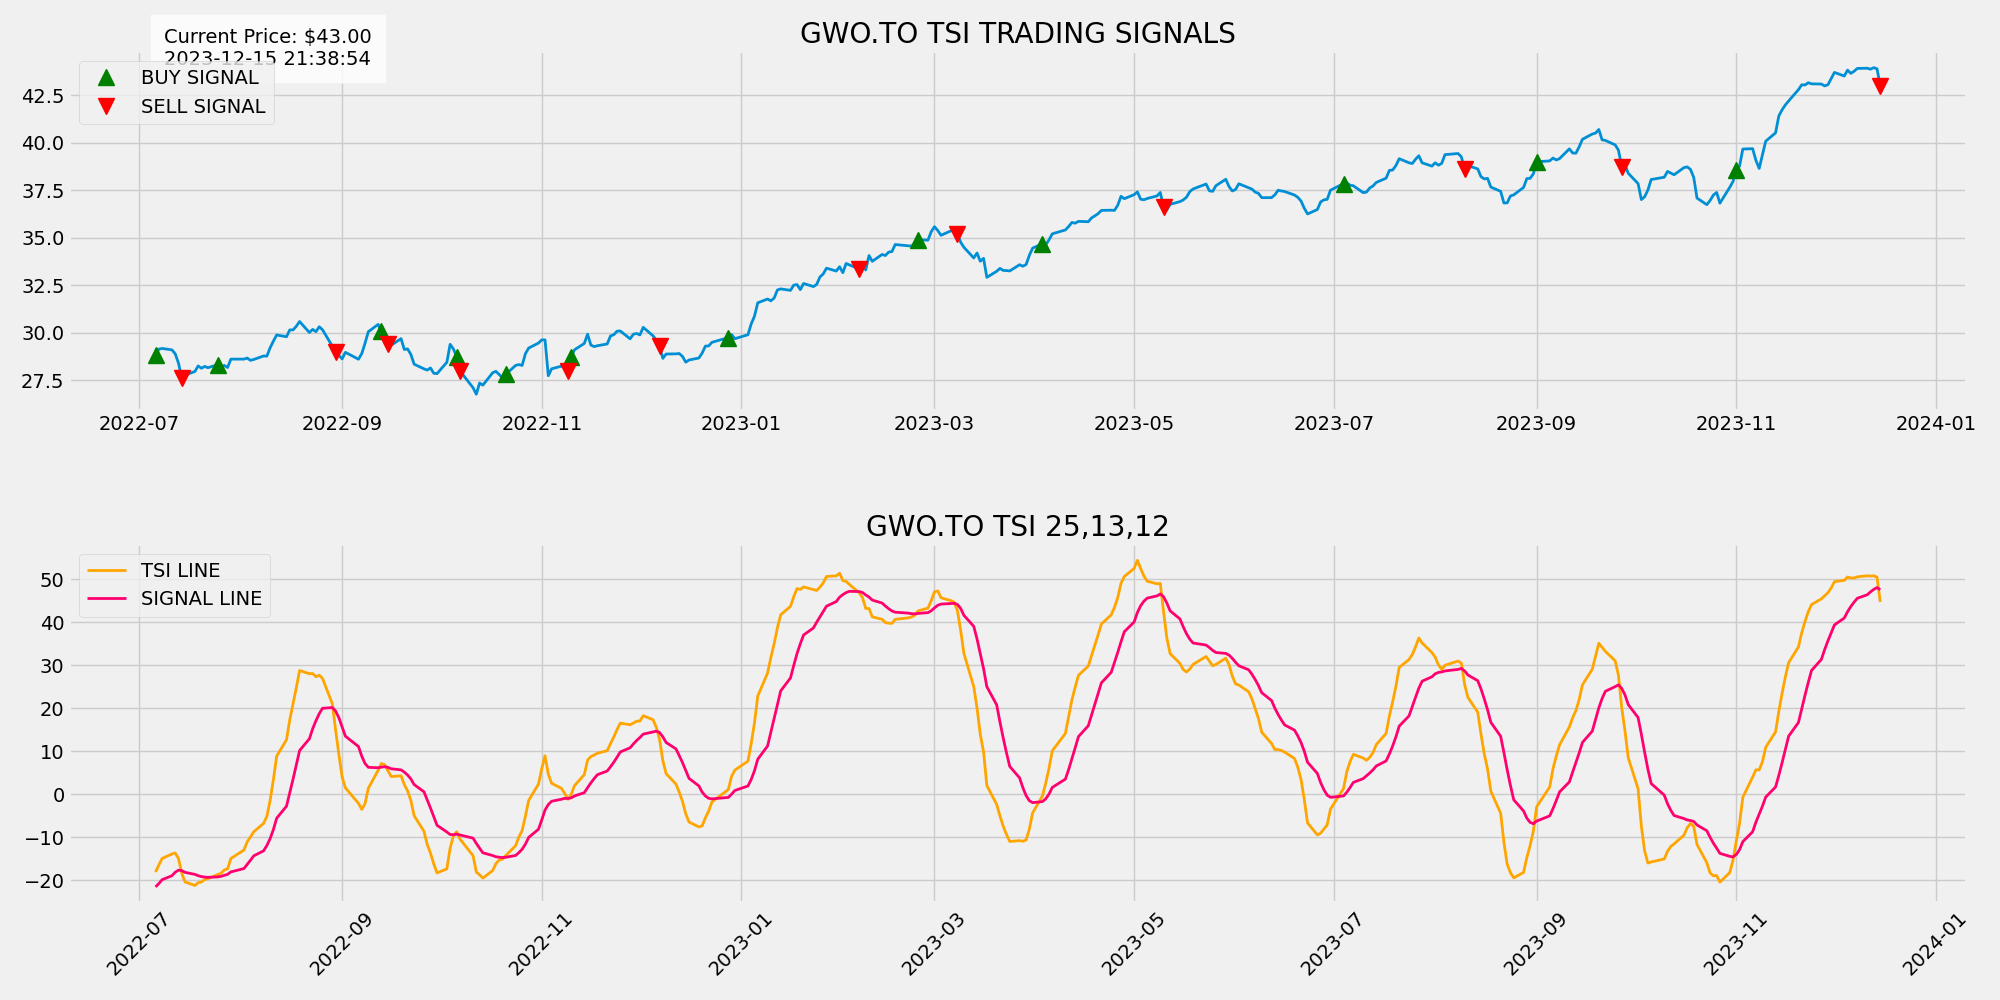 GWO.TO TSI TRADING SIGNALS
Current Price: $43.00
2023-12-15 21:38:54
BUY SIGNAL
SELL SIGNAL
42.5
40.0
37.5
35.0
32.5
30.0
27.5
2022-07 2022-09 2022-11 2023-01 2023-03 2023-05 2023-07 2023-09 2023-11 2024-01
GWO.TO TSI 25,13,12
TSI LINE
SIGNAL LINE
50
40
30
20
10
0
−10
−20
2022-07 2022-09 2022-11 2023-01 2023-03 2023-05 2023-07 2023-09 2023-11 2024-01